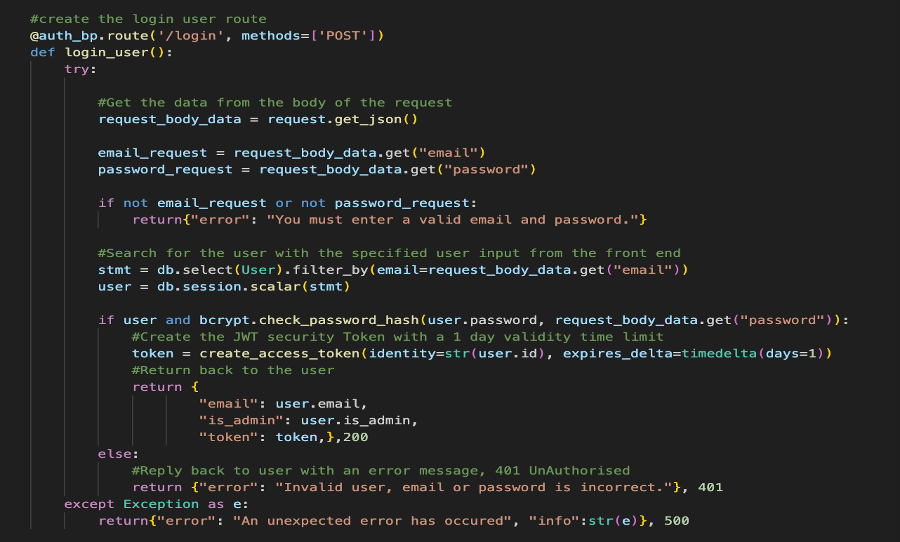 #create the login user route
@auth_bp.route('/login', methods=['POST'])
def login_user():
try:
#Get the data from the body of the request
request_body_data = request.get_json()
email_request = request_body_data.get("email")
password_request = request_body_data.get("password")
if not email_request or not password_request:
return{"error": "You must enter a valid email and password."}
#Search for the user with the specified user input from the front end
stmt = db.select(User).filter_by(email=request_body_data.get("email"))
user = db.session.scalar(stmt)
if user and bcrypt.check_password_hash(user.password, request_body_data.get("password")):
#Create the JWT security Token with a 1 day validity time limit
token = create_access_token(identity=str(user.id), expires_delta=timedelta(days=1))
#Return back to the user
return {
"email": user.email,
"is_admin": user.is_admin,
"token": token,},200
else:
#Reply back to user with an error message, 401 UnAuthorised
return {"error": "Invalid user, email or password is incorrect."}, 401
except Exception as e:
return{"error": "An unexpected error has occured", "info":str(e)}, 500